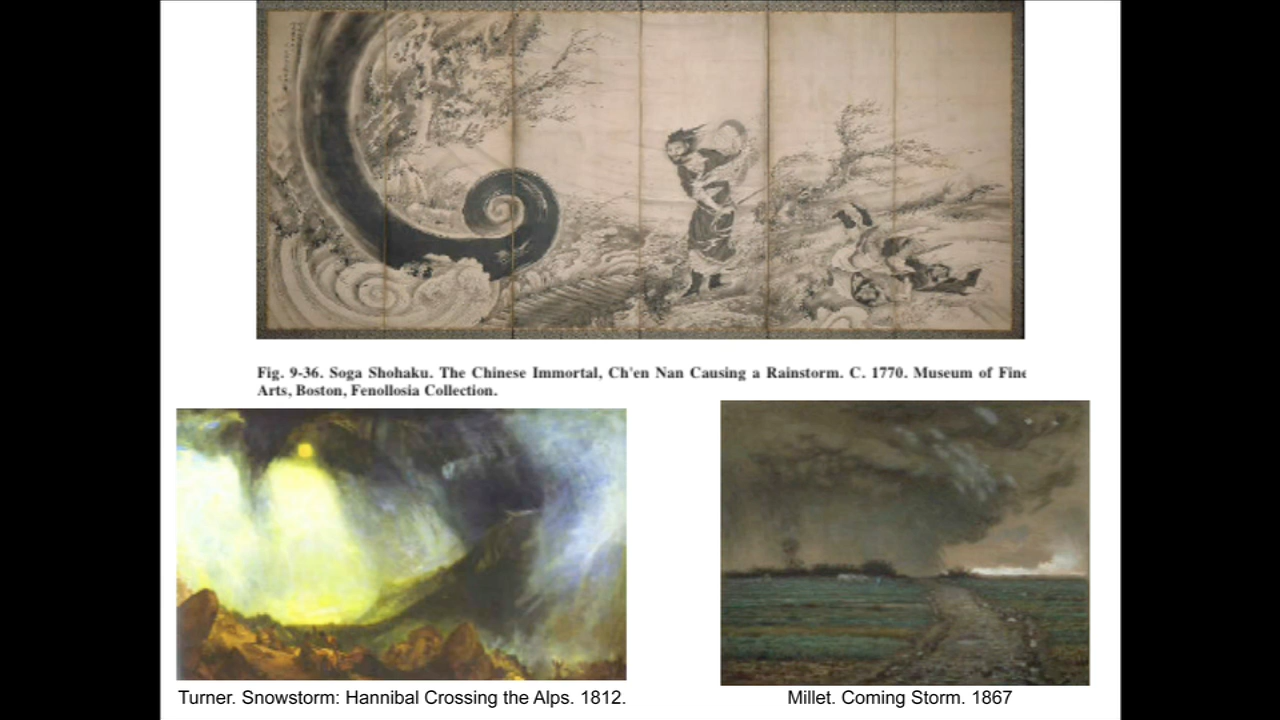 Fig. 9-36. Soga Shohaku. The Chinese Immortal, Ch'en Nan Causing a Rainstorm. C. 1770. Museum of Fine
Arts, Boston, Fenollosia Collection.
Turner. Snowstorm: Hannibal Crossing the Alps. 1812.
Millet. Coming Storm. 1867